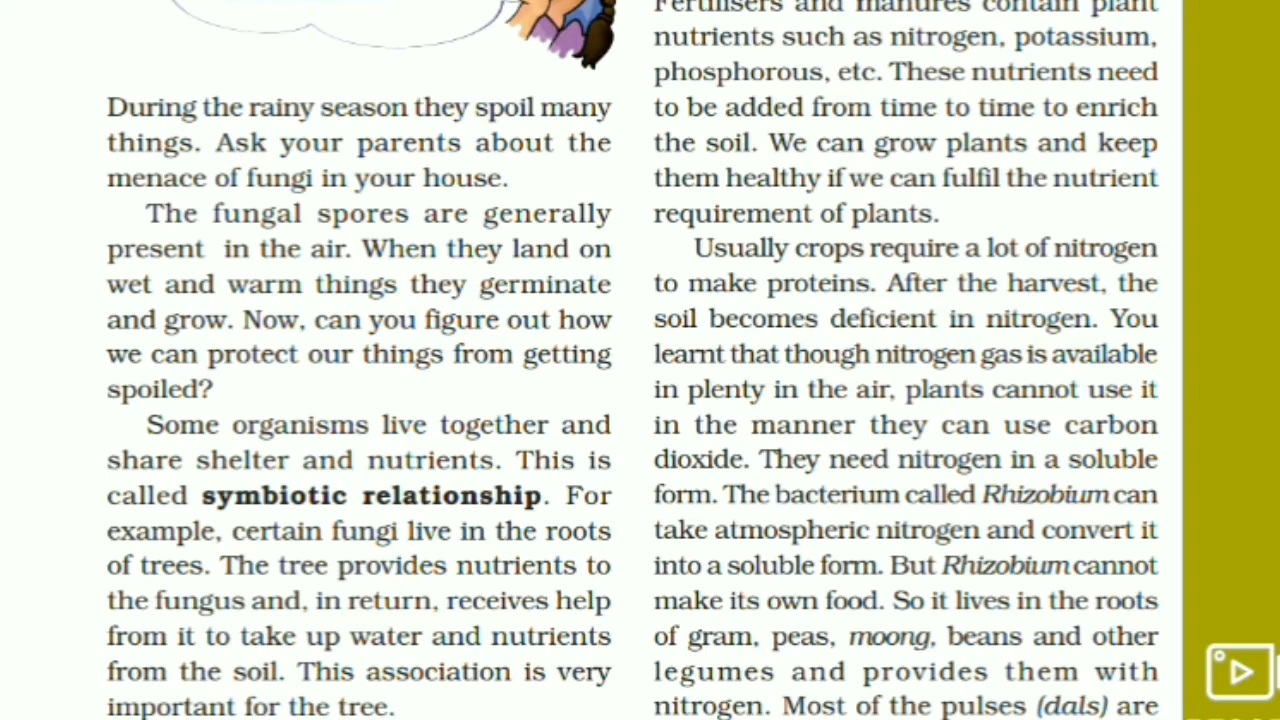 During the rainy season they spoil many
things. Ask your parents about the
menace of fungi in your house.
The fungal spores are generally
present in the air. When they land on
wet and warm things they germinate
and grow. Now, can you figure out how
we can protect our things from getting
spoiled?
Some organisms live together and
share shelter and nutrients. This is
called symbiotic relationship. For
example, certain fungi live in the roots
of trees. The tree provides nutrients to
the fungus and, in return, receives help
from it to take up water and nutrients
from the soil. This association is very
important for the tree.
Fertilisers and manures contain plant
nutrients such as nitrogen, potassium,
phosphorous, etc. These nutrients need
to be added from time to time to enrich
the soil. We can grow plants and keep
them healthy if we can fulfil the nutrient
requirement of plants.
Usually crops require a lot of nitrogen
to make proteins. After the harvest, the
soil becomes deficient in nitrogen. You
learnt that though nitrogen gas is available
in plenty in the air, plants cannot use it
in the manner they can use carbon
dioxide. They need nitrogen in a soluble
form. The bacterium called Rhizobium can
take atmospheric nitrogen and convert it
into a soluble form. But Rhizobium cannot
make its own food. So it lives in the roots
of gram, peas, moong, beans and other
legumes and provides them with
nitrogen. Most of the pulses (dals) are